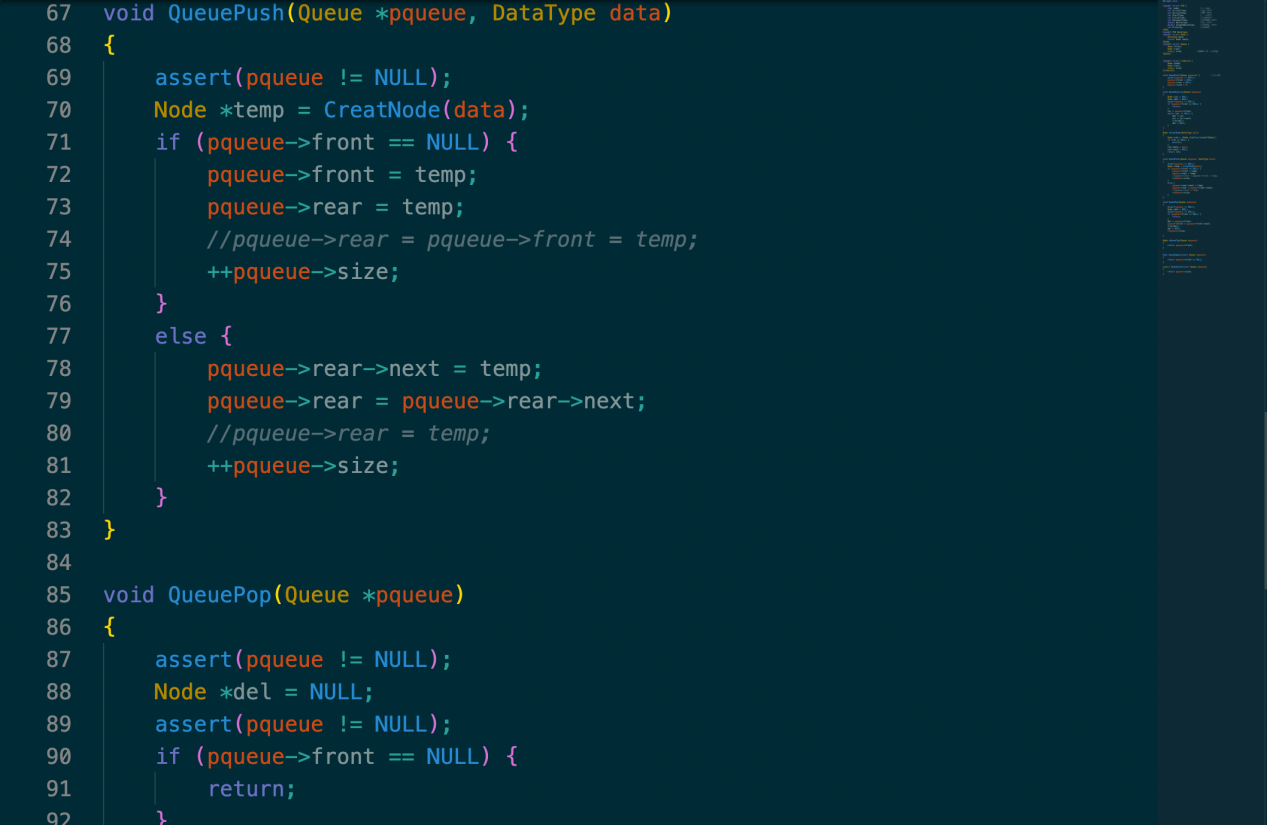 67 void QueuePush(Queue *pqueue, DataType data)
68 {
69     assert(pqueue != NULL);
70     Node *temp = CreatNode(data);
71     if (pqueue->front == NULL) {
72         pqueue->front = temp;
73         pqueue->rear = temp;
74         //pqueue->rear = pqueue->front = temp;
75         ++pqueue->size;
76     }
77     else {
78         pqueue->rear->next = temp;
79         pqueue->rear = pqueue->rear->next;
80         //pqueue->rear = temp;
81         ++pqueue->size;
82     }
83 }
84
85 void QueuePop(Queue *pqueue)
86 {
87     assert(pqueue != NULL);
88     Node *del = NULL;
89     assert(pqueue != NULL);
90     if (pqueue->front == NULL) {
91         return;
92     }